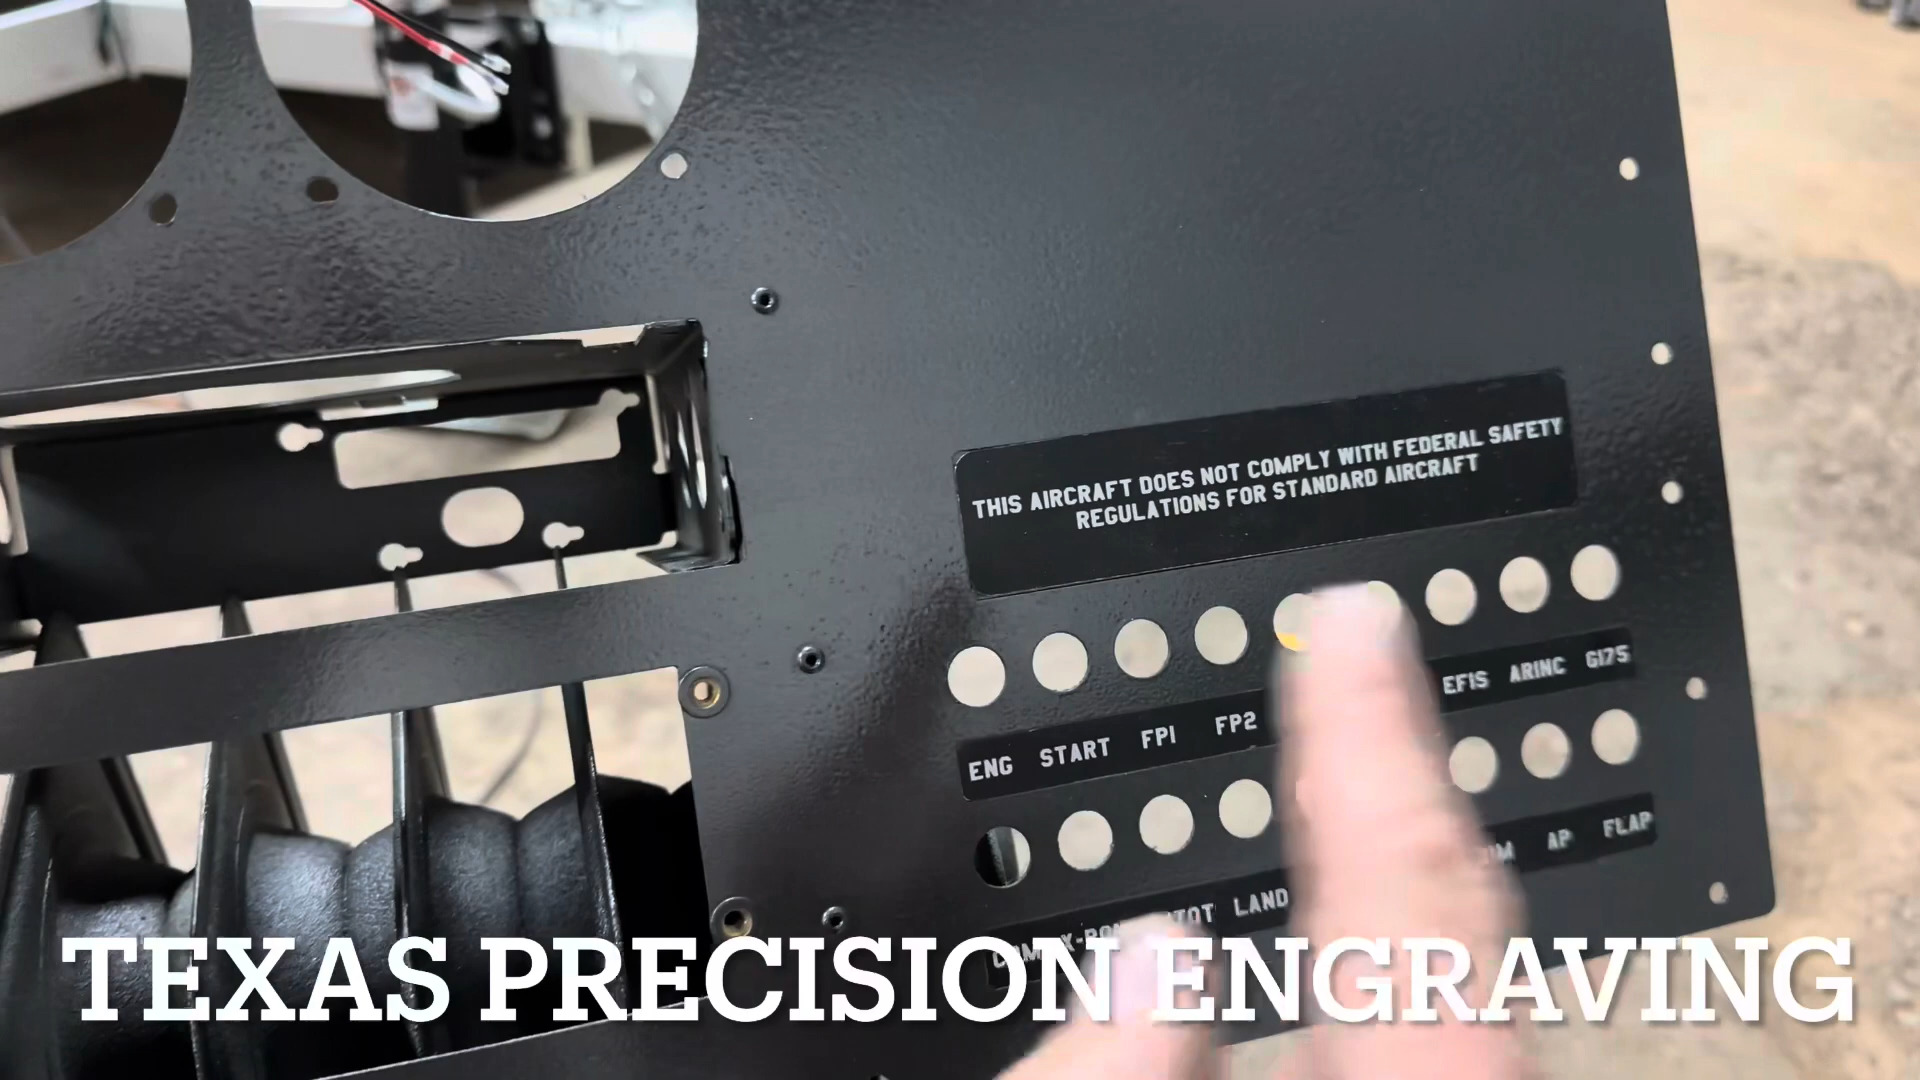 THIS AIRCRAFT DOES NOT COMPLY WITH FEDERAL SAFETY
REGULATIONS FOR STANDARD AIRCRAFT
ENG START FP1 FP2 EFIS ARINC G175
LAND AP FLAP
TEXAS PRECISION ENGRAVING